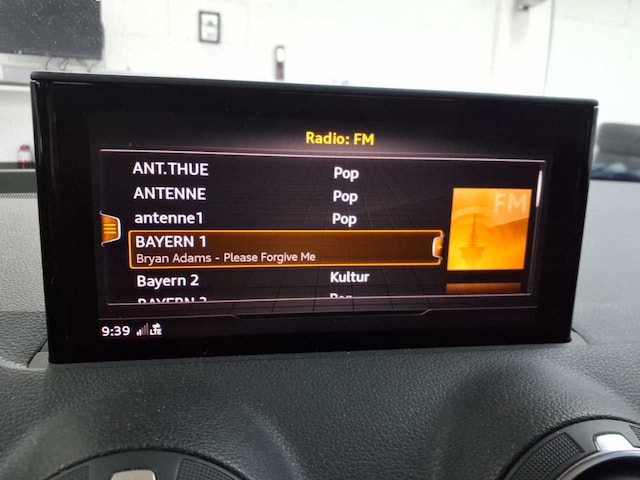 Radio: FM
ANT.THUE Pop
ANTENNE Pop
antenne1 Pop
BAYERN 1
Bryan Adams - Please Forgive Me
Bayern 2 Kultur
FM
9:39 LTE